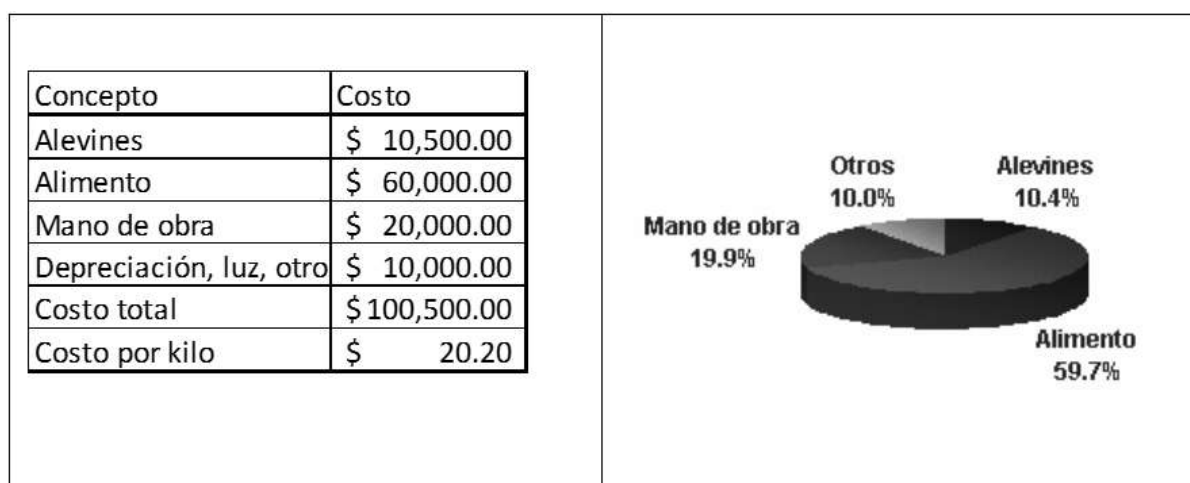 Concepto Costo
Alevines $ 10,500.00
Alimento $ 60,000.00
Mano de obra $ 20,000.00
Depreciación, luz, otro $ 10,000.00
Costo total $100,500.00
Costo por kilo $ 20.20
Otros
10.0%
Alevines
10.4%
Mano de obra
19.9%
Alimento
59.7%